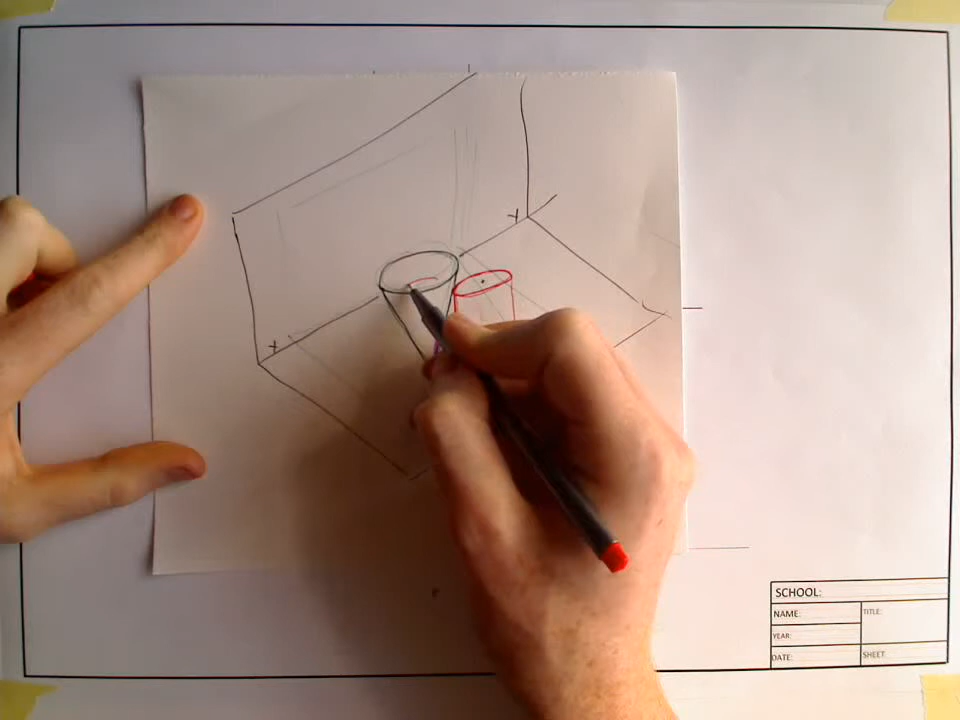 Y
X
SCHOOL:
NAME:
TITLE:
YEAR:
DATE:
SHEET: